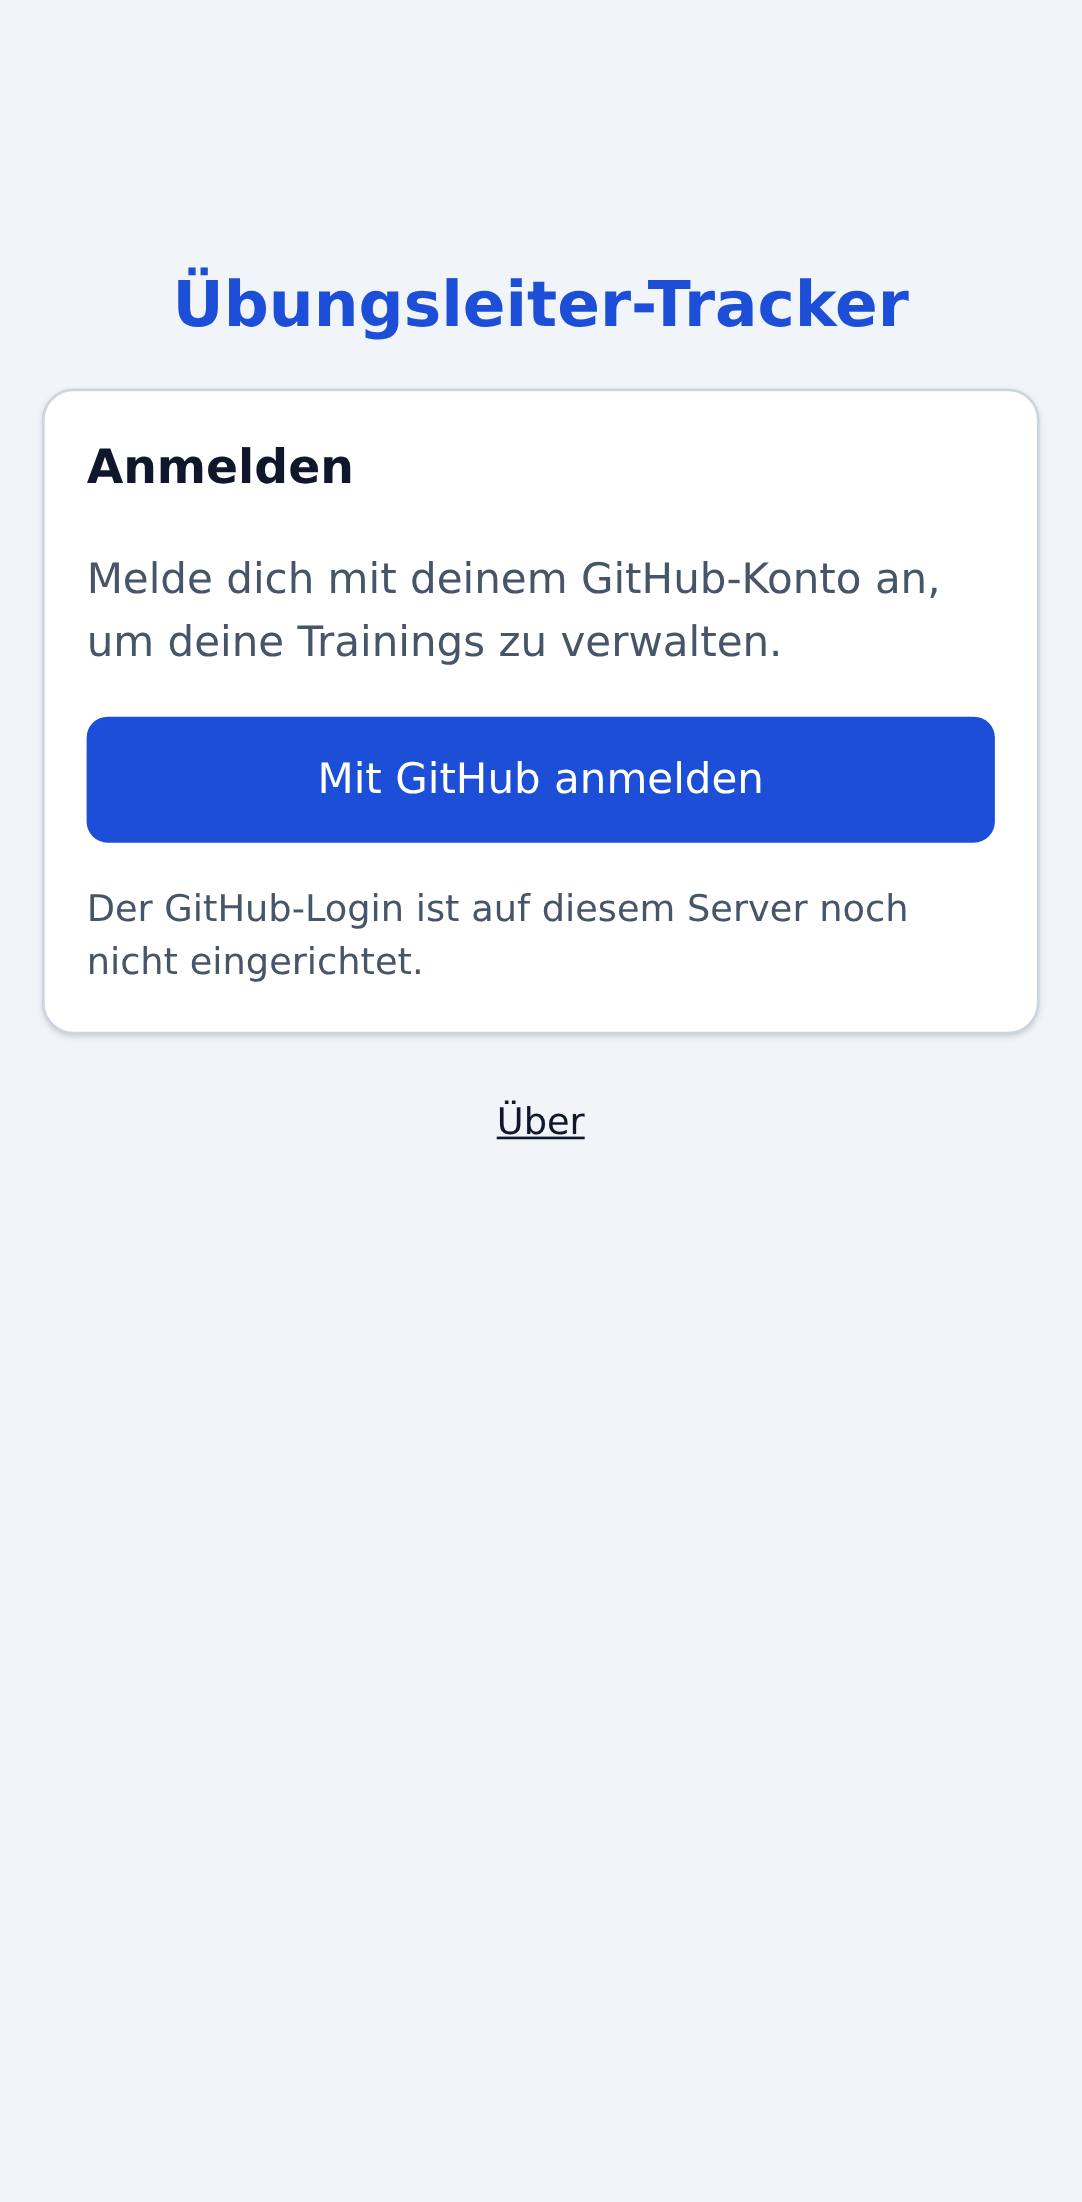 Übungsleiter-Tracker
Anmelden
Melde dich mit deinem GitHub-Konto an,
um deine Trainings zu verwalten.
Mit GitHub anmelden
Der GitHub-Login ist auf diesem Server noch
nicht eingerichtet.
Über